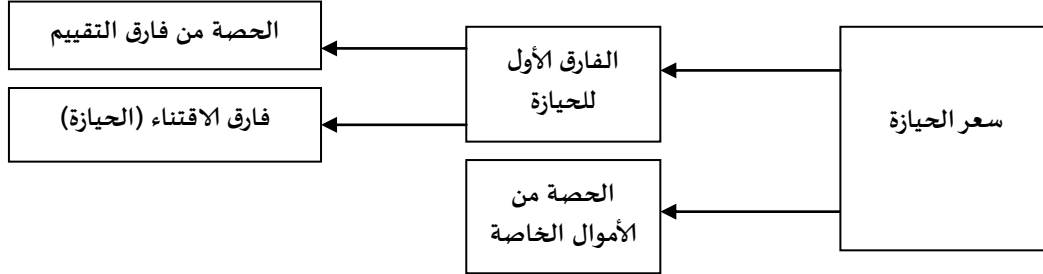 سعر الحيازة
الفارق الأول
للحيازة
الحصة من
الأموال الخاصة
الحصة من فارق التقييم
فارق الاقتناء (الحيازة)